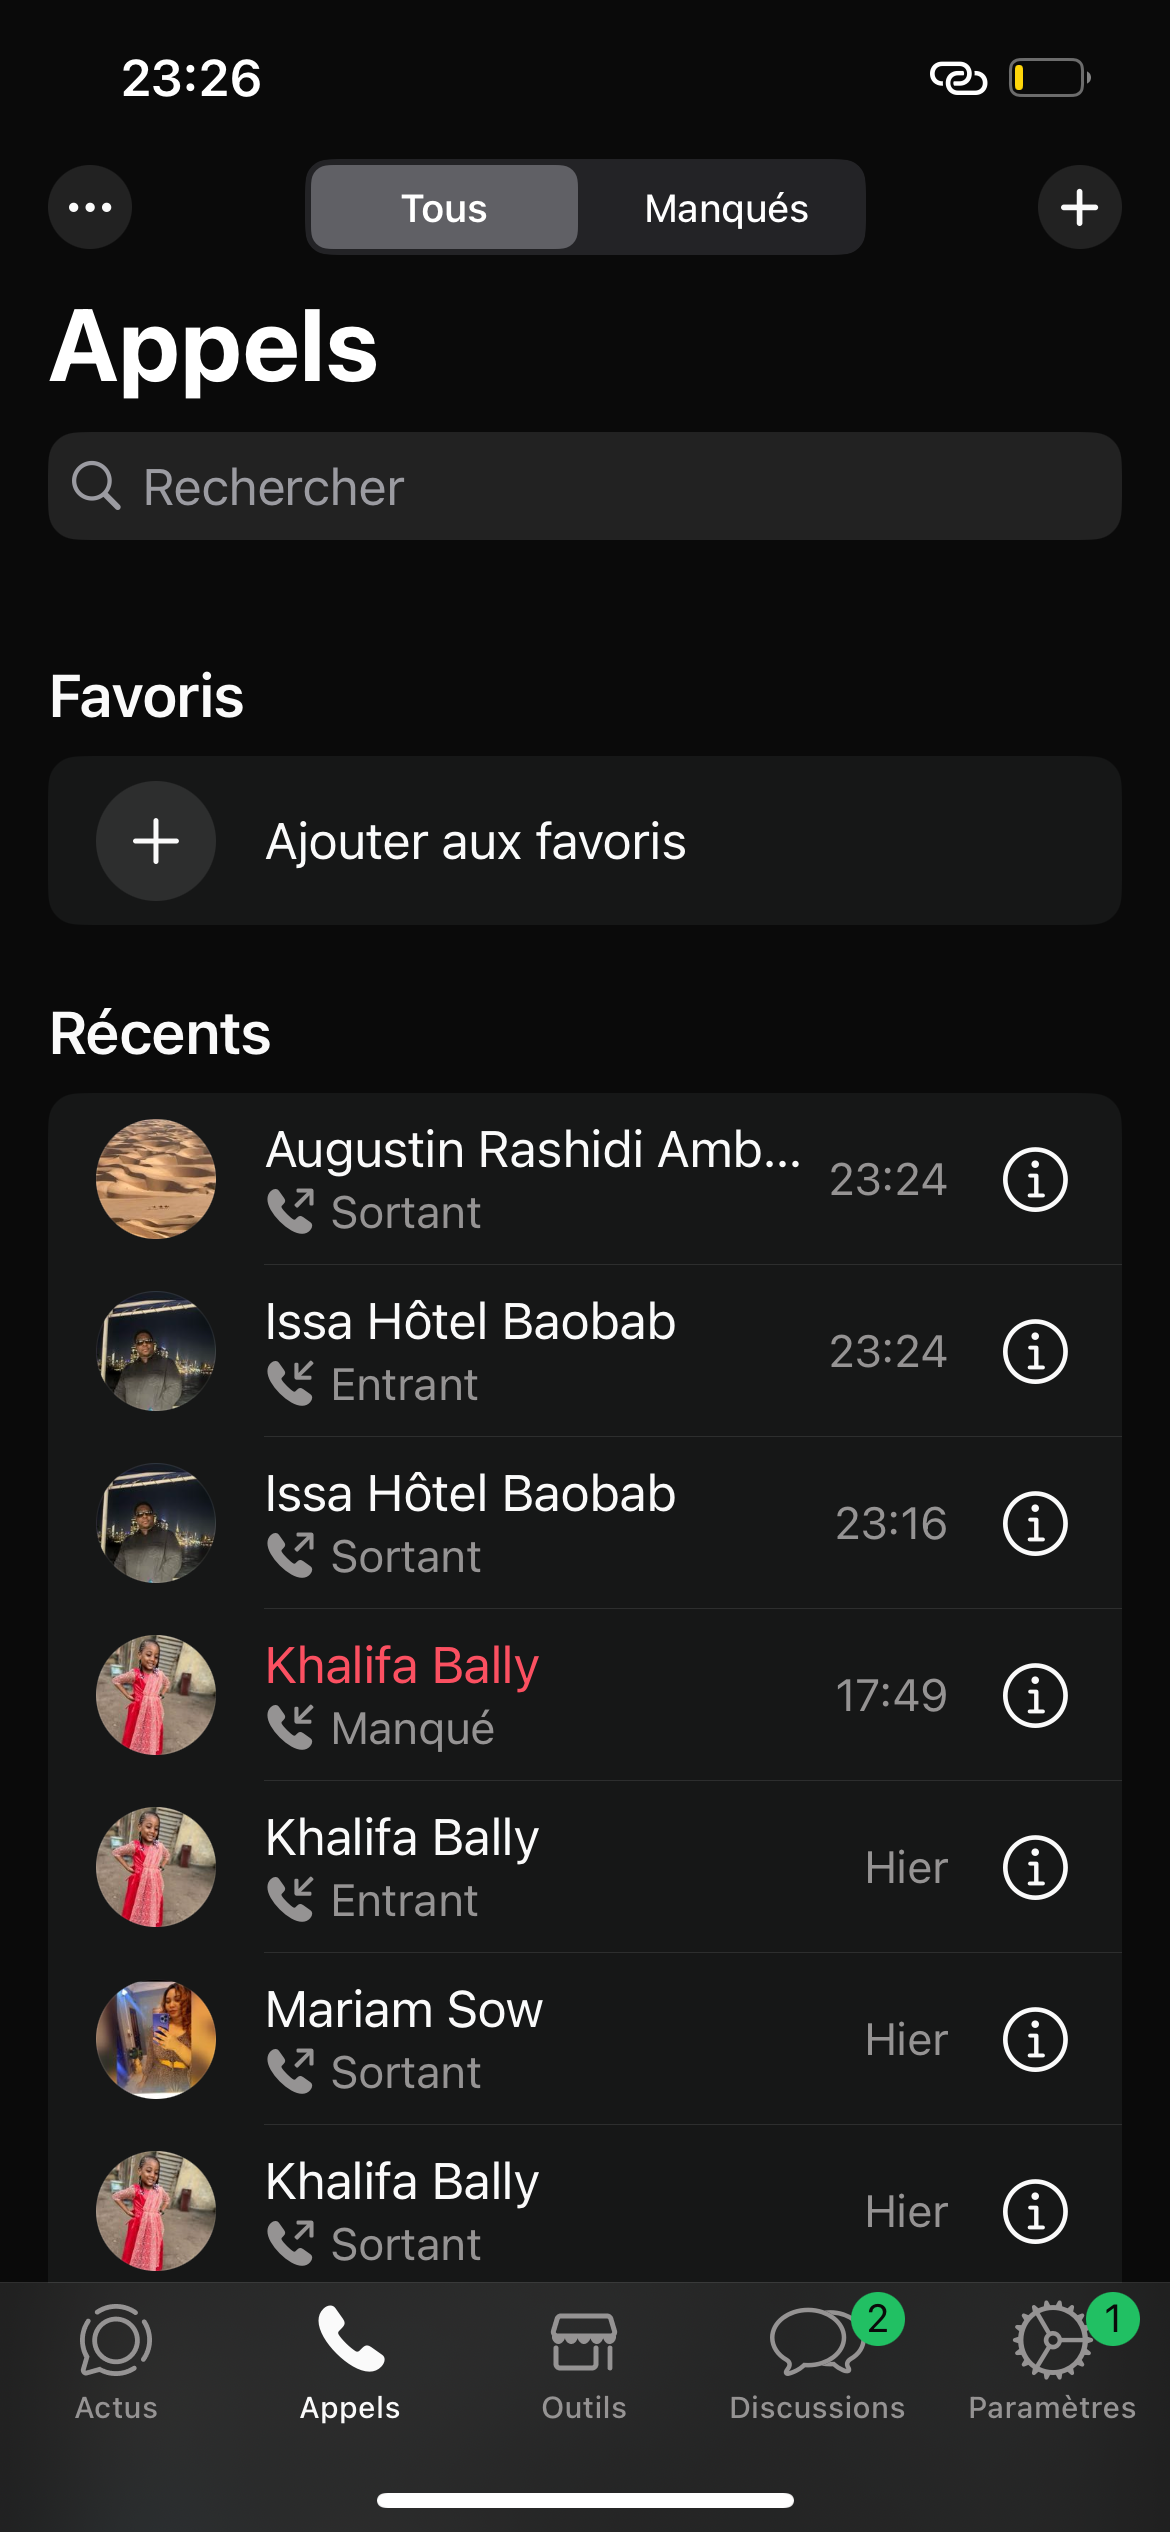 23:26
Tous
Manqués
Appels
Rechercher
Favoris
Ajouter aux favoris
Récents
Augustin Rashidi Amb...
23:24
Sortant
Issa Hôtel Baobab
23:24
Entrant
Issa Hôtel Baobab
23:16
Sortant
Khalifa Bally
17:49
Manqué
Khalifa Bally
Hier
Entrant
Mariam Sow
Hier
Sortant
Khalifa Bally
Hier
Sortant
2
1
Actus
Appels
Outils
Discussions
Paramètres